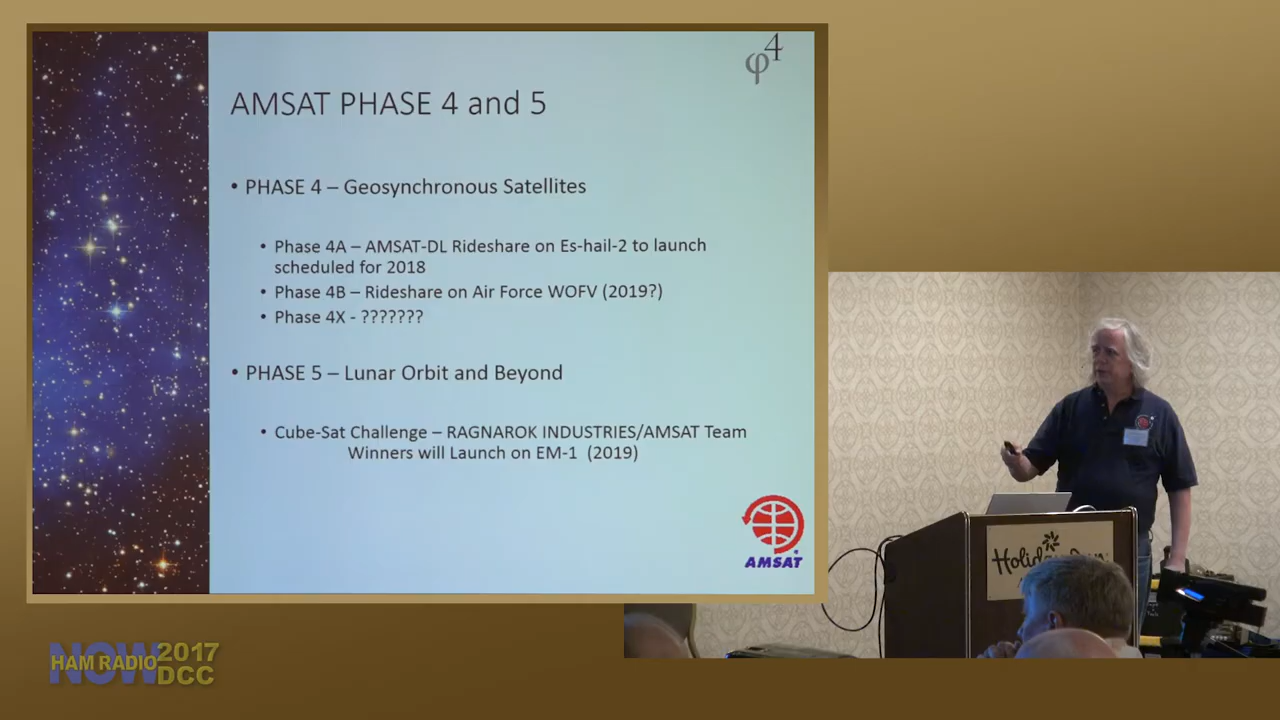 φ4
AMSAT PHASE 4 and 5
• PHASE 4 – Geosynchronous Satellites
• Phase 4A – AMSAT-DL Rideshare on Es-hail-2 to launch
scheduled for 2018
• Phase 4B – Rideshare on Air Force WOFV (2019?)
• Phase 4X - ???????
• PHASE 5 – Lunar Orbit and Beyond
• Cube-Sat Challenge – RAGNAROK INDUSTRIES/AMSAT Team
Winners will Launch on EM-1 (2019)
AMSAT
Holiday Inn
NOW
HAM RADIO 2017
DCC